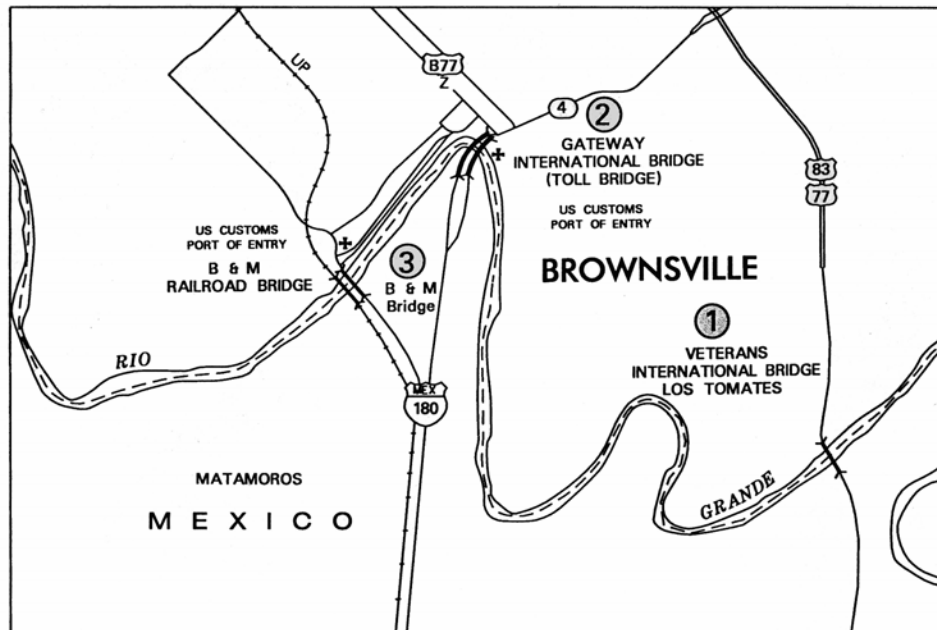 UP
B77
Z
4
2
GATEWAY
INTERNATIONAL BRIDGE
(TOLL BRIDGE)
83
77
US CUSTOMS
PORT OF ENTRY
US CUSTOMS
PORT OF ENTRY
B & M
RAILROAD BRIDGE
3
B & M
Bridge
BROWNSVILLE
1
VETERANS
INTERNATIONAL BRIDGE
LOS TOMATES
RIO
MEX
180
MATAMOROS
MEXICO
GRANDE